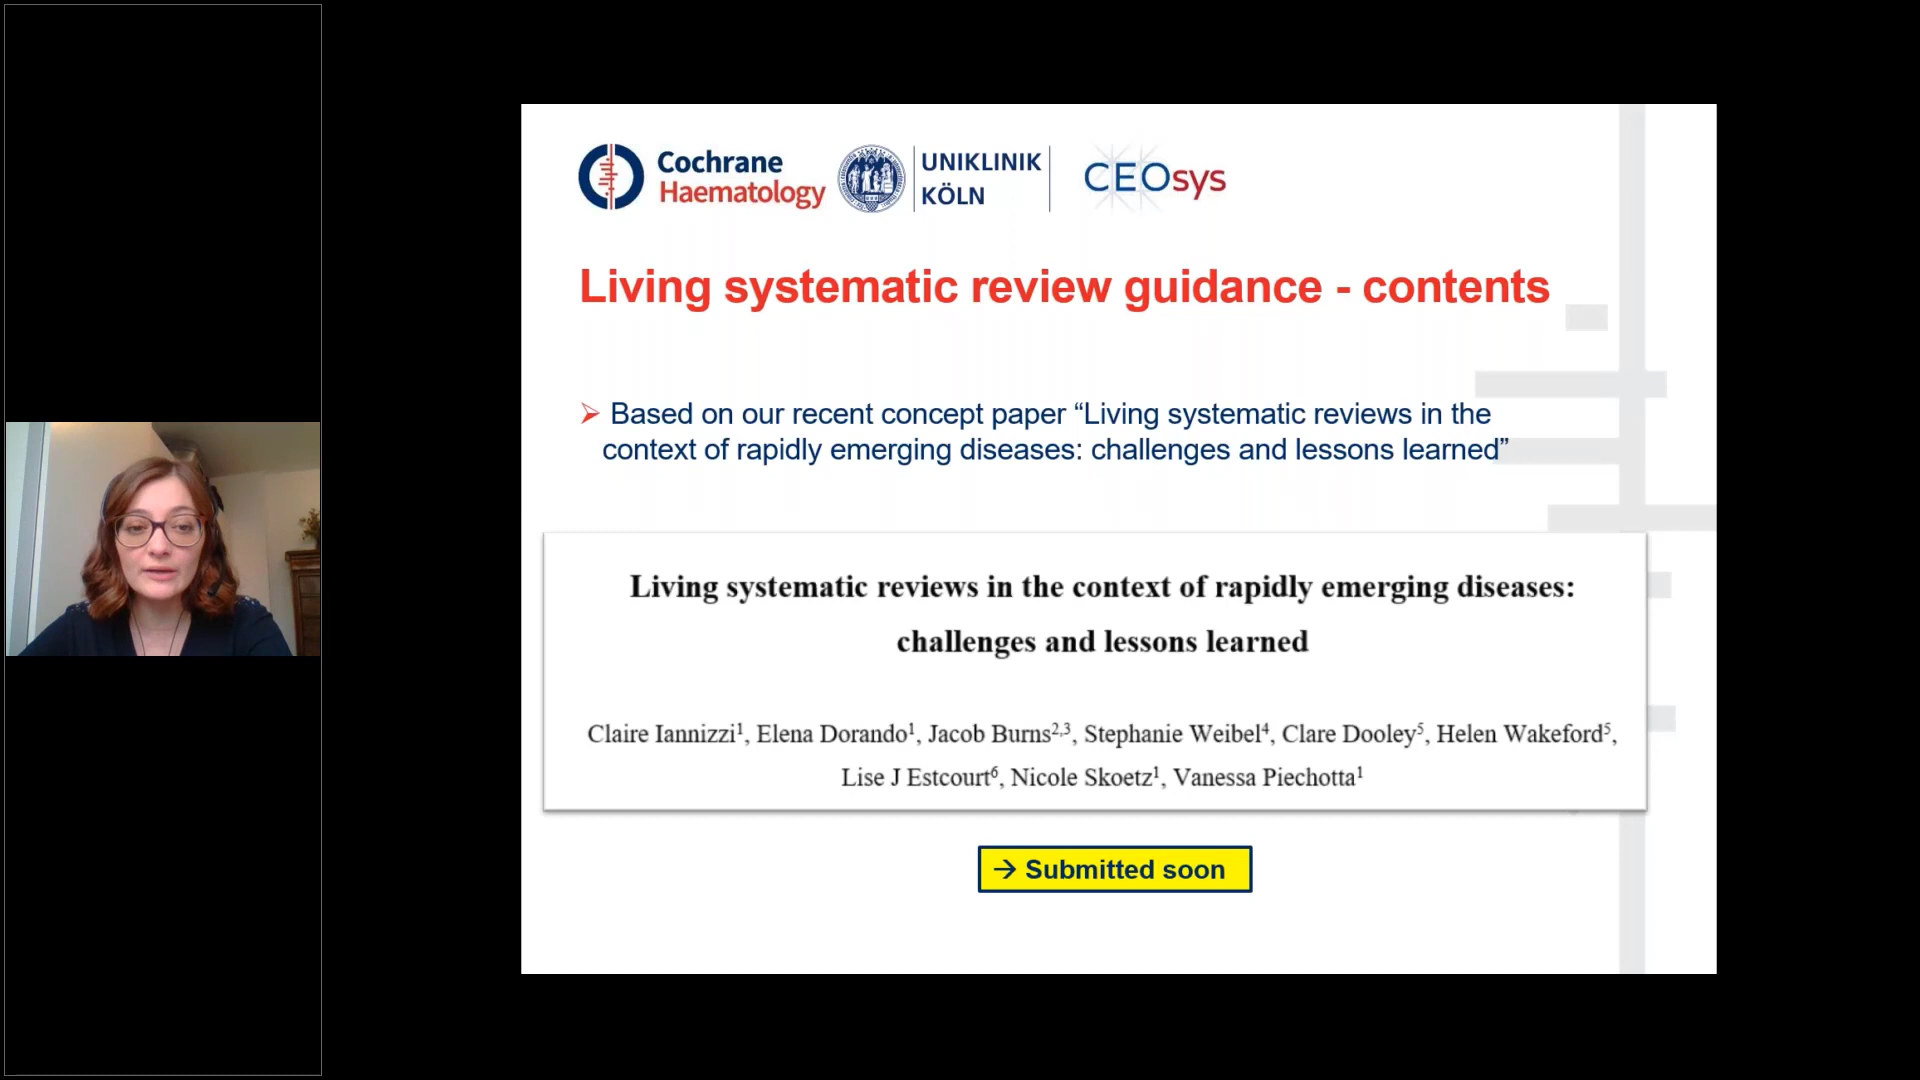 Cochrane
Haematology
UNIKLINIK
KÖLN
CEOsys
Living systematic review guidance - contents
➢ Based on our recent concept paper “Living systematic reviews in the
context of rapidly emerging diseases: challenges and lessons learned”
Living systematic reviews in the context of rapidly emerging diseases:
challenges and lessons learned
Claire Iannizzi¹, Elena Dorando¹, Jacob Burns²,³, Stephanie Weibel⁴, Clare Dooley⁵, Helen Wakeford⁵,
Lise J Estcourt⁶, Nicole Skoetz¹, Vanessa Piechotta¹
→ Submitted soon